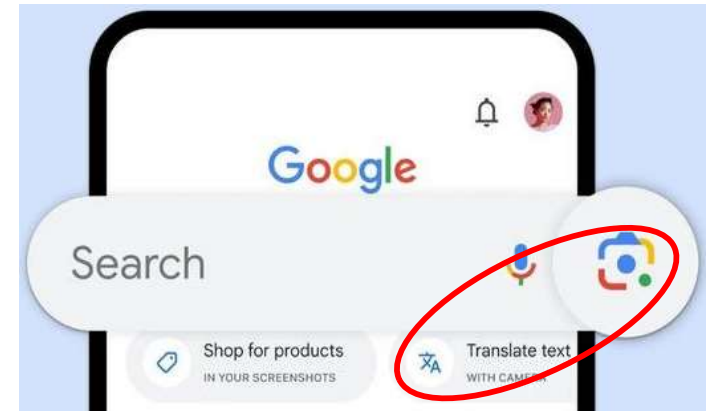 Google
Search
Shop for products
IN YOUR SCREENSHOTS
Translate text
WITH CAMERA